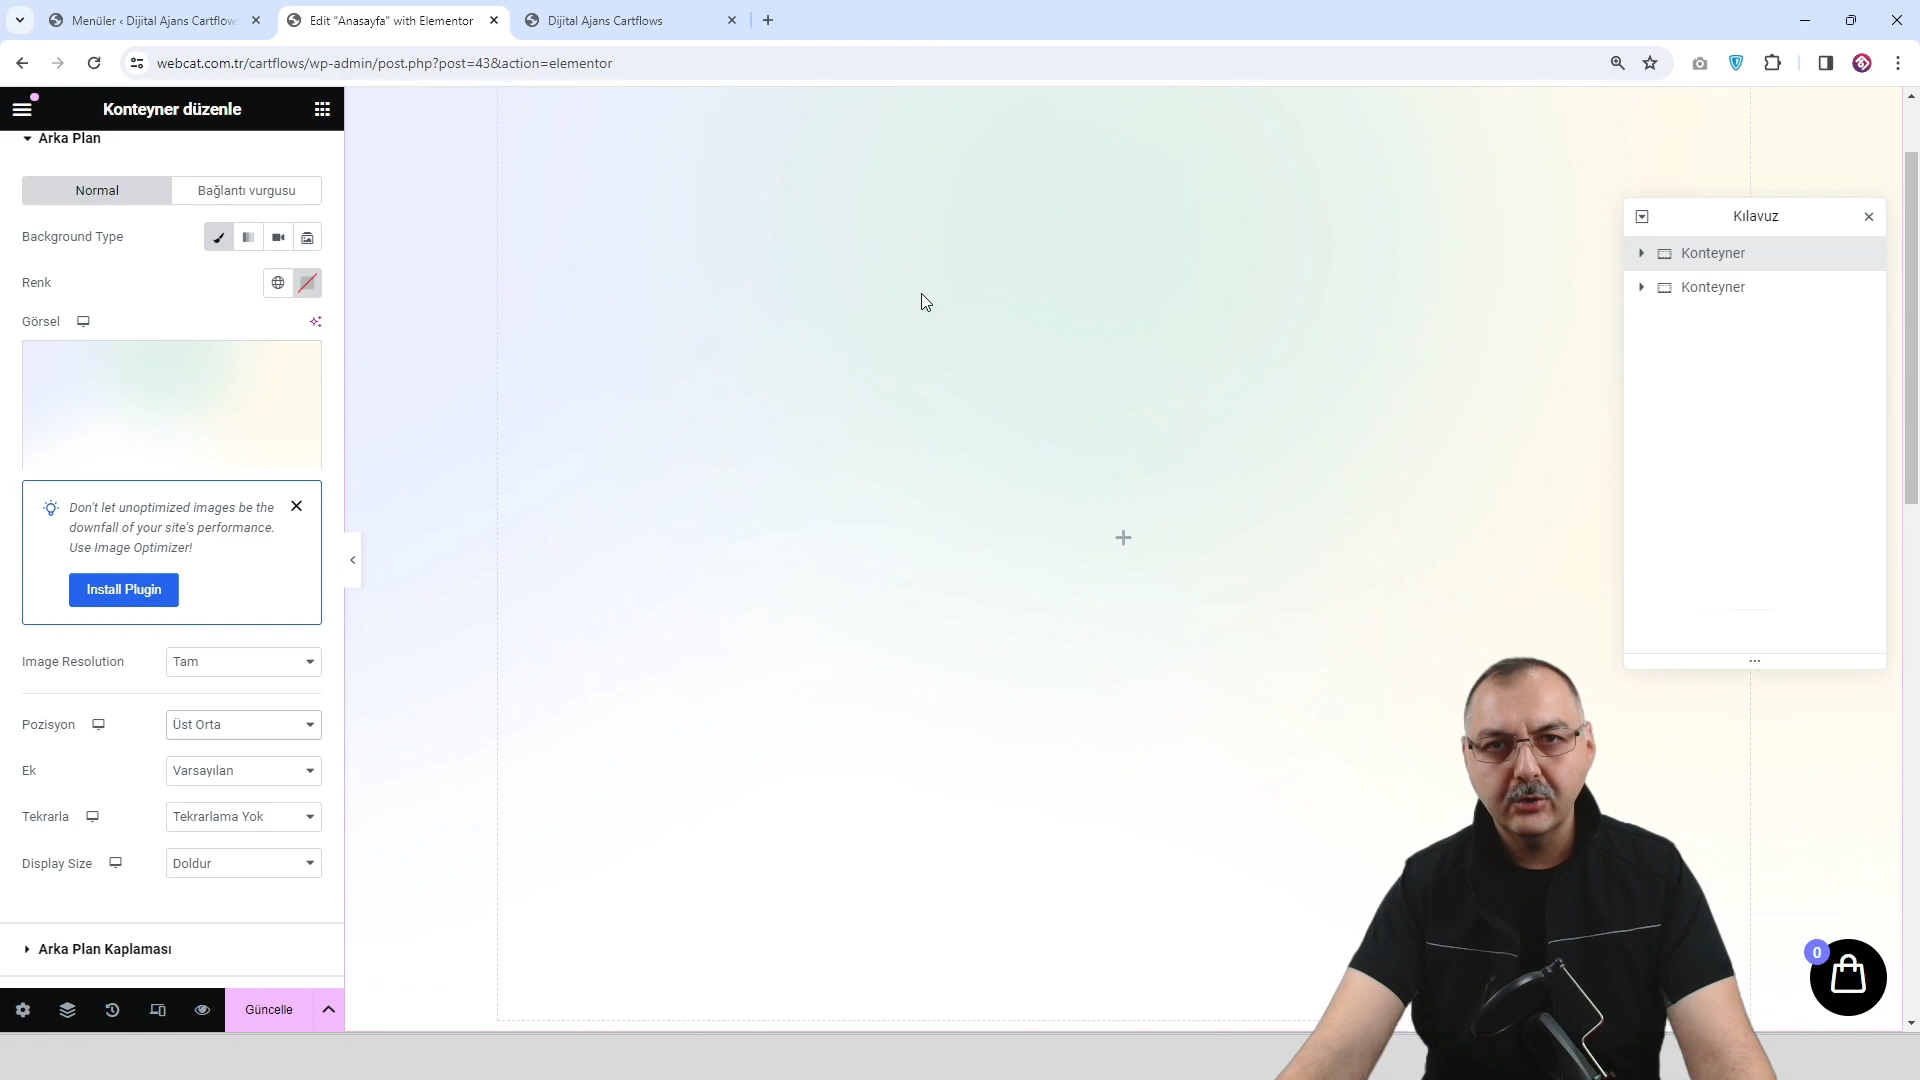 Menüler ‹ Dijital Ajans Cartflow
Edit "Anasayfa" with Elementor
Dijital Ajans Cartflows
webcat.com.tr/cartflows/wp-admin/post.php?post=43&action=elementor
Konteyner düzenle
Arka Plan
Normal
Bağlantı vurgusu
Background Type
Renk
Görsel
Don't let unoptimized images be the
downfall of your site's performance.
Use Image Optimizer!
Install Plugin
Image Resolution
Tam
Pozisyon
Üst Orta
Ek
Varsayılan
Tekrarla
Tekrarlama Yok
Display Size
Doldur
Arka Plan Kaplaması
Güncelle
Kılavuz
Konteyner
Konteyner
0